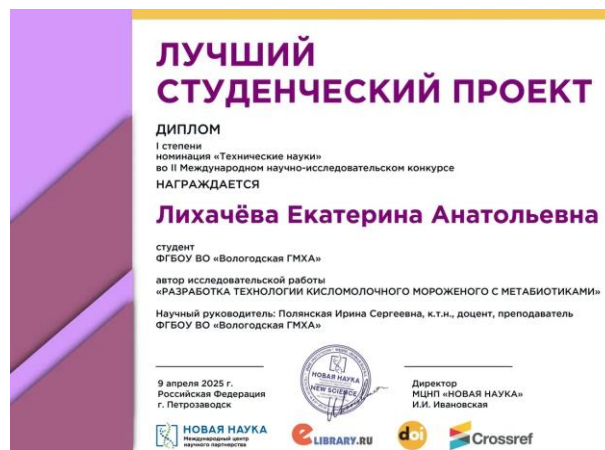 ЛУЧШИЙ
СТУДЕНЧЕСКИЙ ПРОЕКТ
ДИПЛОМ
I степени
номинация «Технические науки»
во II Международном научно-исследовательском конкурсе
НАГРАЖДАЕТСЯ
Лихачёва Екатерина Анатольевна
студент
ФГБОУ ВО «Вологодская ГМХА»
автор исследовательской работы
«РАЗРАБОТКА ТЕХНОЛОГИИ КИСЛОМОЛОЧНОГО МОРОЖЕНОГО С МЕТАБИОТИКАМИ»
Научный руководитель: Полянская Ирина Сергеевна, к.т.н., доцент, преподаватель
ФГБОУ ВО «Вологодская ГМХА»
9 апреля 2025 г.
Российская Федерация
г. Петрозаводск
НОВАЯ НАУКА
NEW SCIENCE
Директор
МЦНП «НОВАЯ НАУКА»
И.И. Ивановская
НОВАЯ НАУКА
Международный центр
научного партнерства
eLIBRARY.RU
doi
Crossref